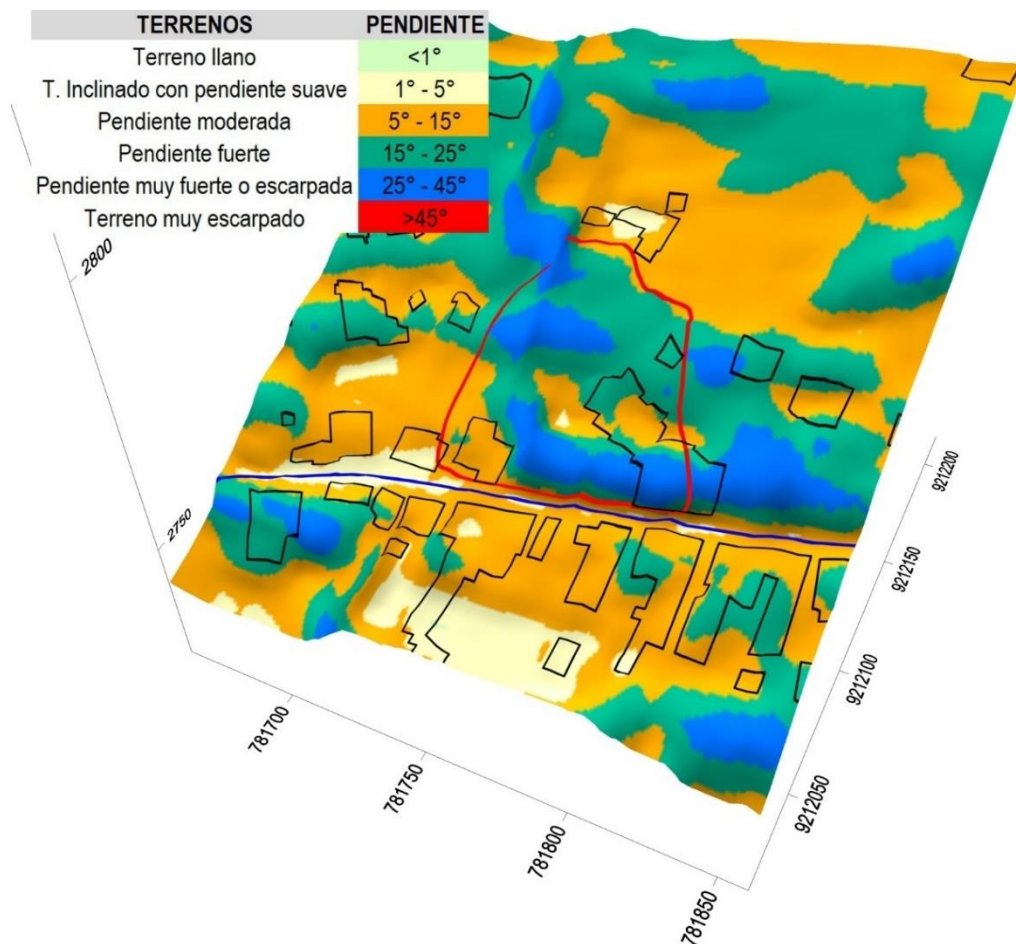 TERRENOS PENDIENTE
Terreno llano <1°
T. Inclinado con pendiente suave 1° - 5°
Pendiente moderada 5° - 15°
Pendiente fuerte 15° - 25°
Pendiente muy fuerte o escarpada 25° - 45°
Terreno muy escarpado >45°
2800
2750
9212200
9212150
9212100
9212050
781700
781750
781800
781850